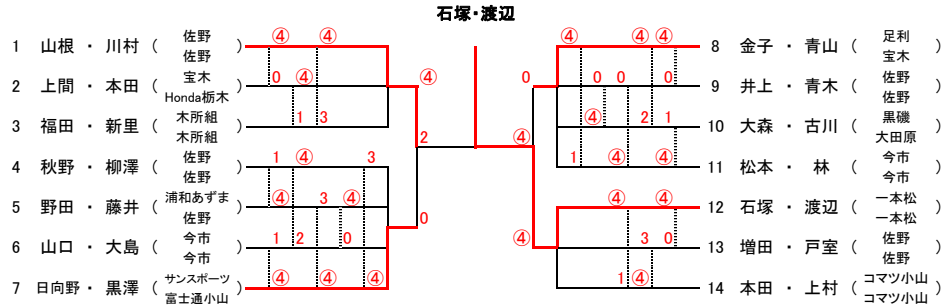 石塚・渡辺
佐野
1 山根 ・ 川村 ( ) ④ ④
佐野
宝木 0 ④
2 上間 ・ 本田 ( ) ④
Honda栃木
木所組 1 3
3 福田 ・ 新里 ( )
木所組
2
佐野 1 ④ 3
4 秋野 ・ 柳澤 ( )
佐野
浦和あずま ④ 3 ④
5 野田 ・ 藤井 ( )
佐野
0
今市 1 2 0
6 山口 ・ 大島 ( )
今市
サンスポーツ ④ ④ ④
7 日向野 ・ 黒澤 ( )
富士通小山
④ ④ ④ 足利
8 金子 ・ 青山 ( )
宝木
0 0 0 0 佐野
9 井上 ・ 青木 ( )
佐野
④ 2 1 黒磯
10 大森 ・ 古川 ( )
大田原
④
1 ④ ④ 今市
11 松本 ・ 林 ( )
今市
④ ④ 一本松
12 石塚 ・ 渡辺 ( )
一本松
④ 3 0 佐野
13 増田 ・ 戸室 ( )
佐野
1 ④ コマツ小山
14 本田 ・ 上村 ( )
コマツ小山